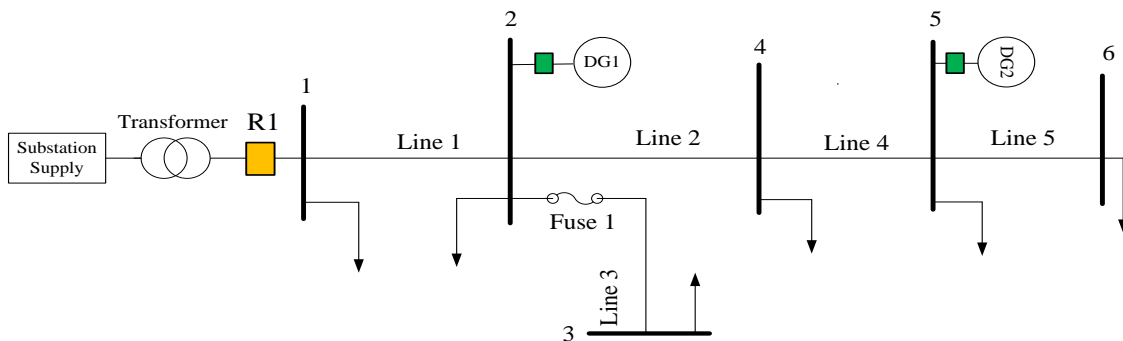 2
5
4
6
DG1
DG2
1
Transformer
R1
Substation
Supply
Line 1
Line 2
Line 4
Line 5
Fuse 1
Line 3
3